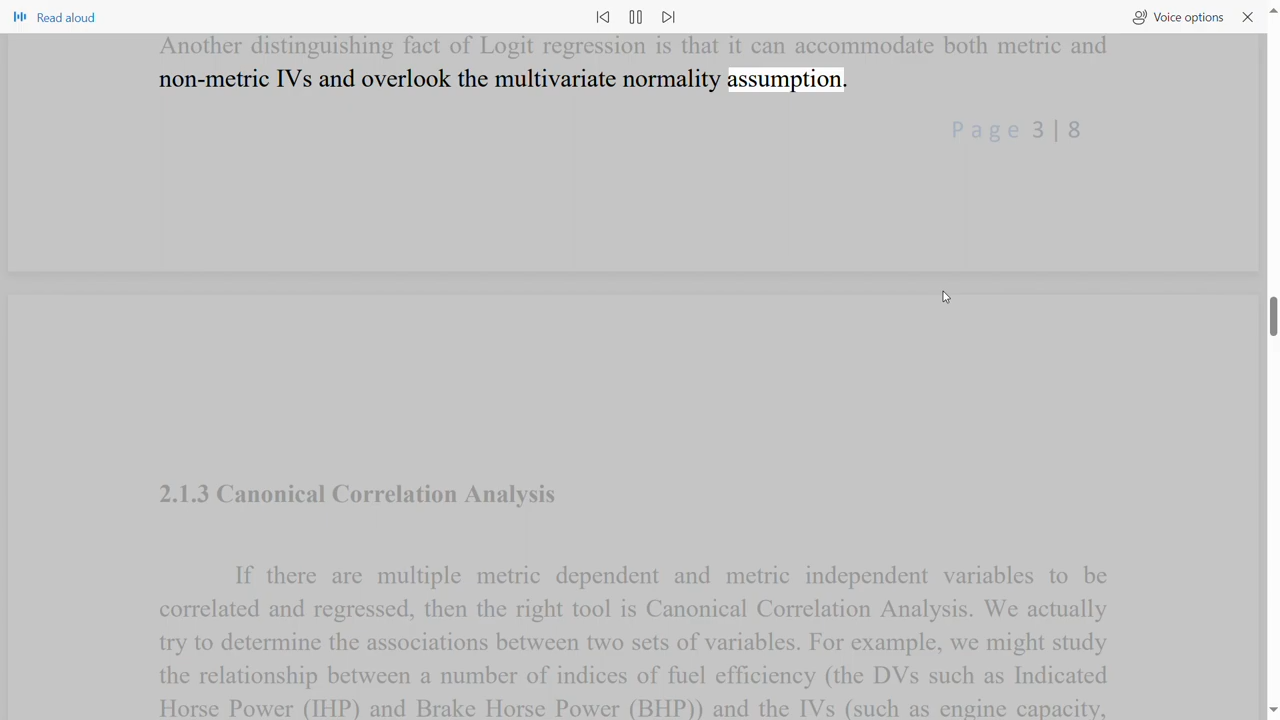 Read aloud
Voice options
Another distinguishing fact of Logit regression is that it can accommodate both metric and
non-metric IVs and overlook the multivariate normality assumption.
Page 3 | 8
2.1.3 Canonical Correlation Analysis
If there are multiple metric dependent and metric independent variables to be
correlated and regressed, then the right tool is Canonical Correlation Analysis. We actually
try to determine the associations between two sets of variables. For example, we might study
the relationship between a number of indices of fuel efficiency (the DVs such as Indicated
Horse Power (IHP) and Brake Horse Power (BHP)) and the IVs (such as engine capacity,